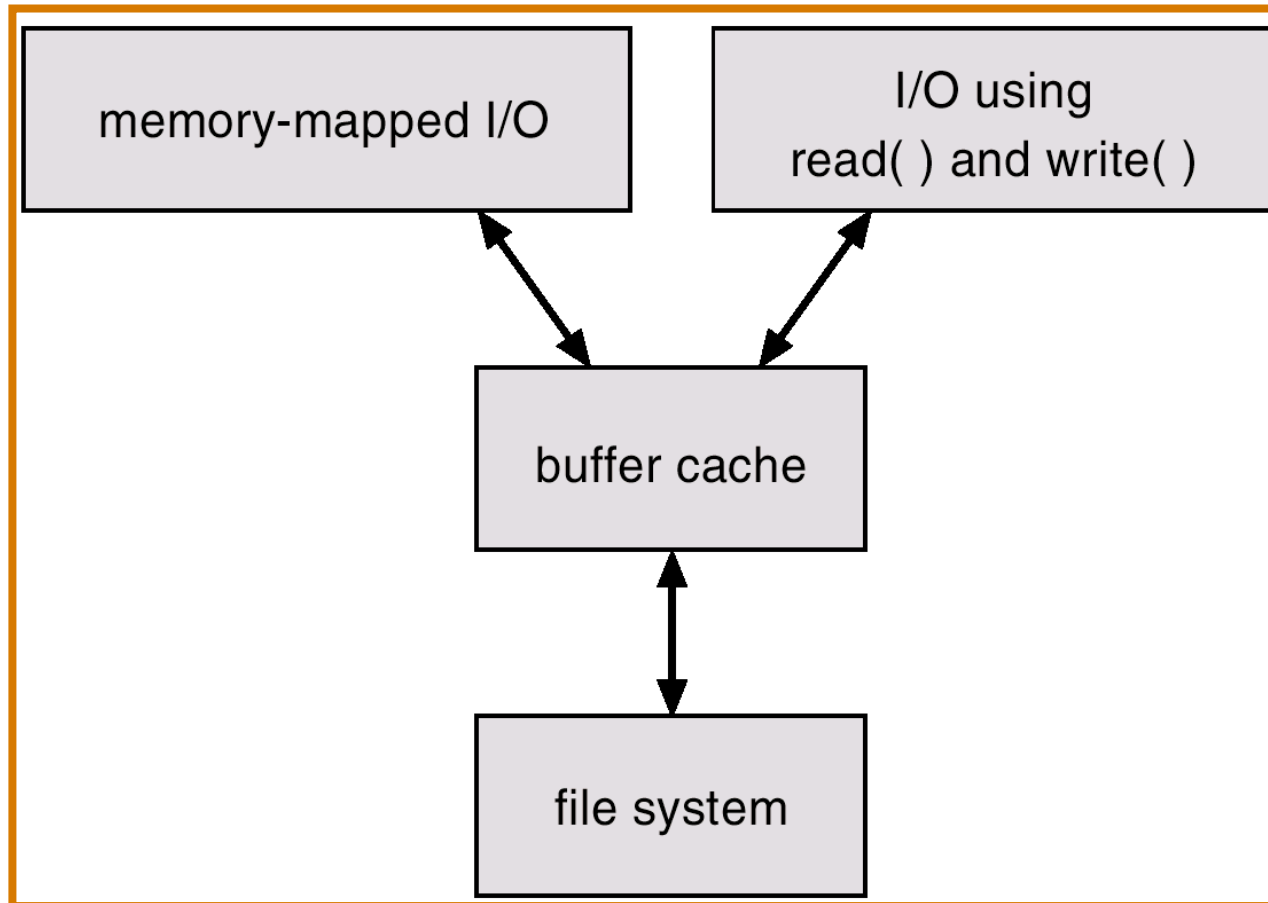 memory-mapped I/O
I/O using
read( ) and write( )
buffer cache
file system